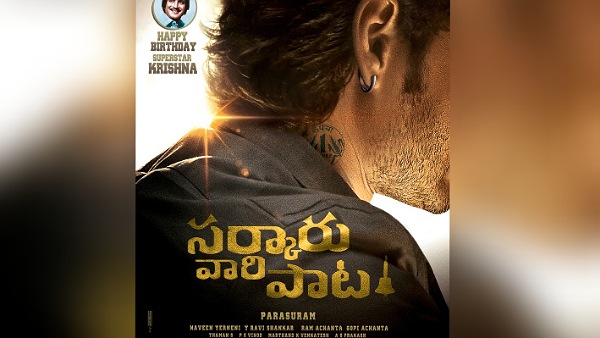 HAPPY
BIRTHDAY
SUPERSTAR
KRISHNA
సర్కారు
వారి పాట
PARASURAM
NAVEEN YERNENI Y RAVI SHANKAR RAM ACHANTA GOPI ACHANTA
THAMAN S P S VINOD MARTHAND K VENKATESH A S PRAKASH